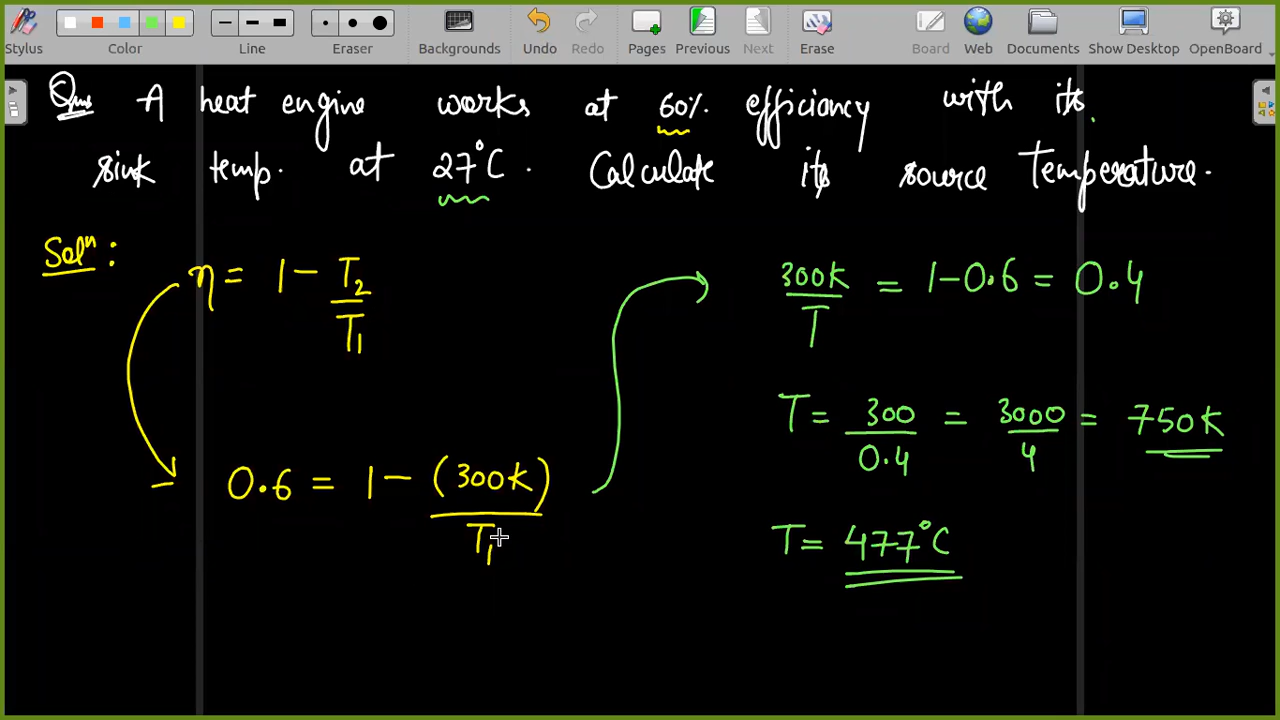 Stylus Color Line Eraser Backgrounds Undo Redo Pages Previous Next Erase Board Web Documents Show Desktop OpenBoard
Ques A heat engine works at 60% efficiency with its
sink temp. at 27°C. Calculate its source Temperature.
Solⁿ:
η = 1 - T₂/T₁
0.6 = 1 - (300K)/T₁
300K/T = 1-0.6 = 0.4
T = 300/0.4 = 3000/4 = 750K
T = 477°C